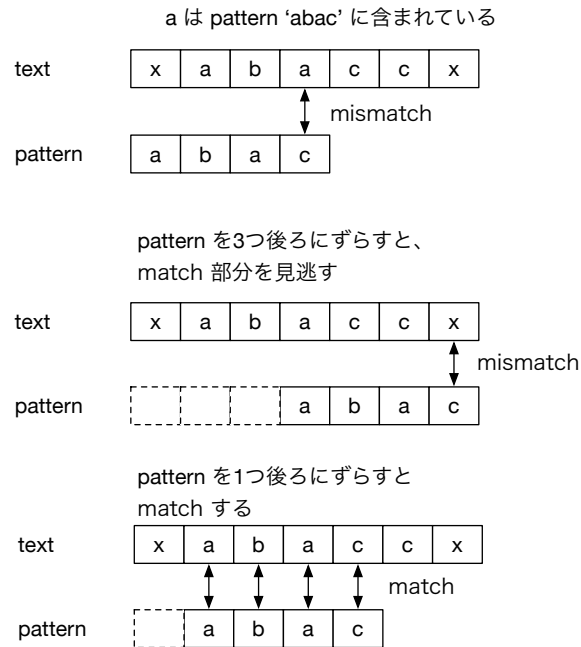 a は pattern ‘abac’ に含まれている
text x a b a c c x
mismatch
pattern a b a c
pattern を3つ後ろにずらすと、
match 部分を見逃す
text x a b a c c x
mismatch
pattern a b a c
pattern を1つ後ろにずらすと
match する
text x a b a c c x
match
pattern a b a c